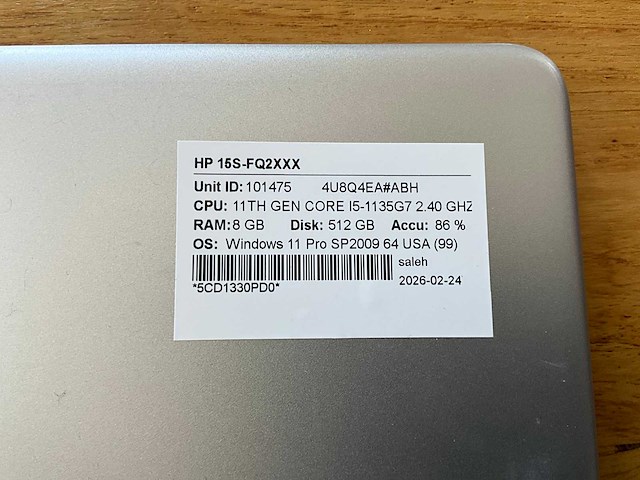 HP 15S-FQ2XXX
Unit ID: 101475 4U8Q4EA#ABH
CPU: 11TH GEN CORE I5-1135G7 2.40 GHZ
RAM: 8 GB Disk: 512 GB Accu: 86 %
OS: Windows 11 Pro SP2009 64 USA (99)
saleh
*5CD1330PD0* 2026-02-24